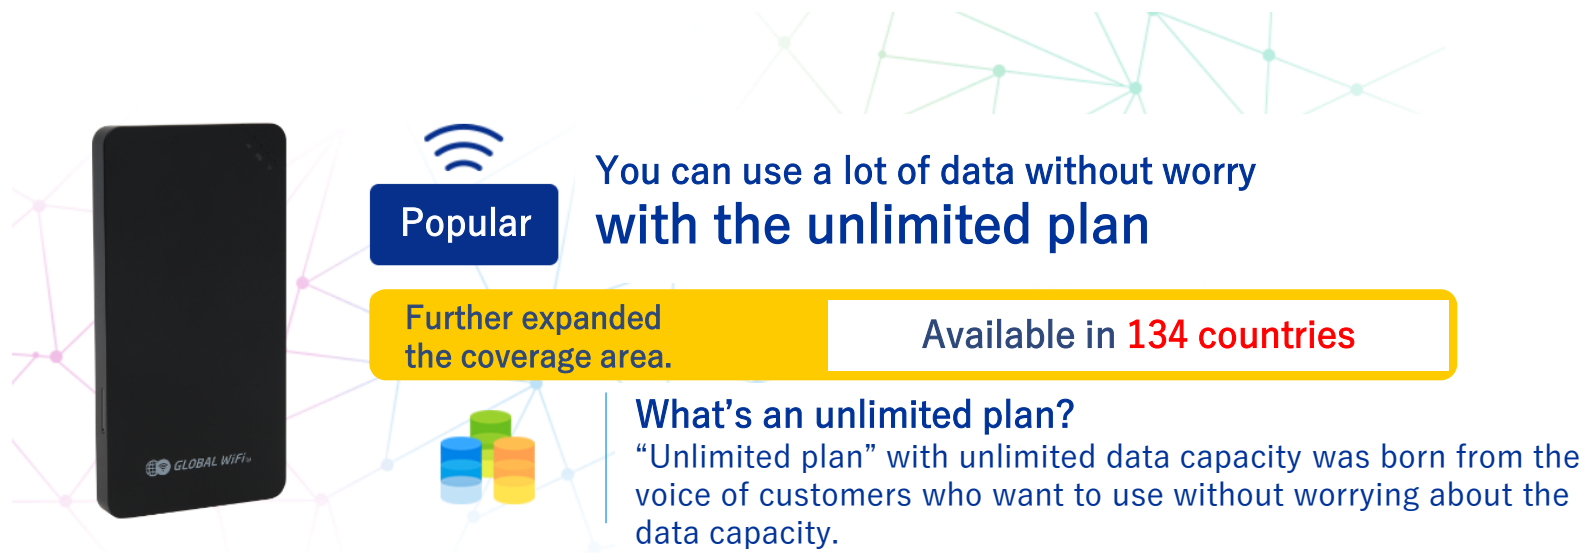 You can use a lot of data without worry
Popular
with the unlimited plan
Further expanded
the coverage area.
Available in 134 countries
What’s an unlimited plan?
“Unlimited plan” with unlimited data capacity was born from the
voice of customers who want to use without worrying about the
data capacity.
GLOBAL WiFi